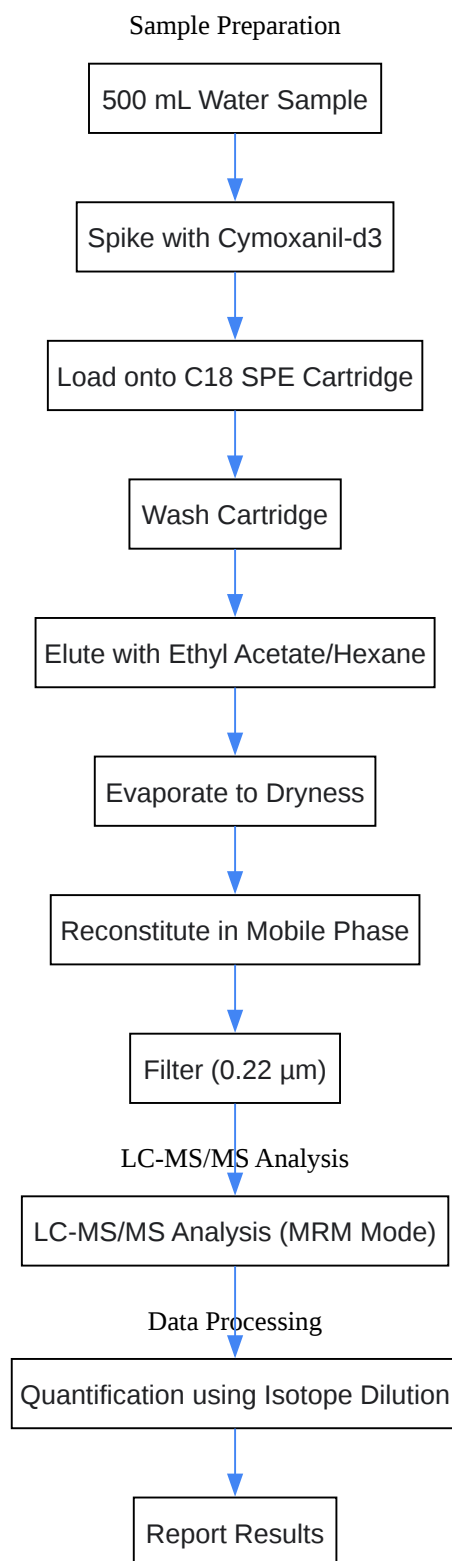 Sample Preparation
500 mL Water Sample
Spike with Cymoxanil-d3
Load onto C18 SPE Cartridge
Wash Cartridge
Elute with Ethyl Acetate/Hexane
Evaporate to Dryness
Reconstitute in Mobile Phase
Filter (0.22 µm)
LC-MS/MS Analysis
LC-MS/MS Analysis (MRM Mode)
Data Processing
Quantification using Isotope Dilution
Report Results